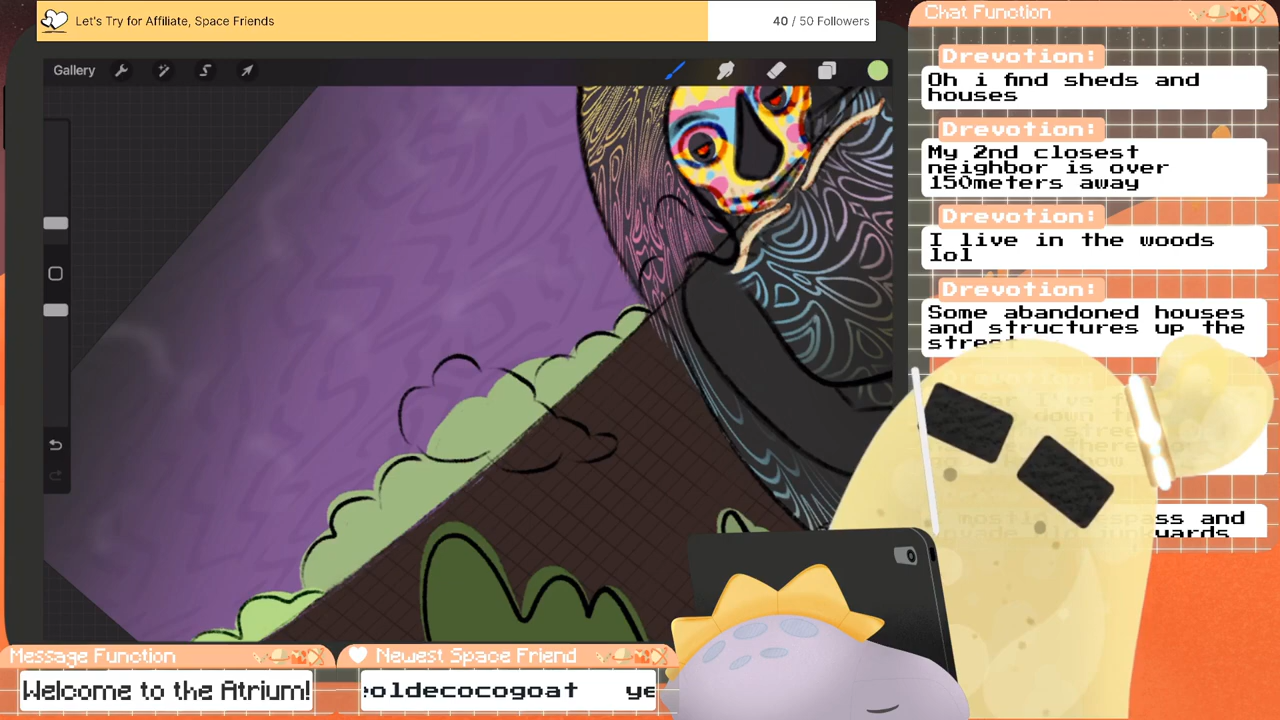 Let's Try for Affiliate, Space Friends
40 / 50 Followers
Gallery
Chat Function
Drevotion:
Oh i find sheds and
houses
Drevotion:
My 2nd closest
neighbor is over
150meters away
Drevotion:
I live in the woods
lol
Drevotion:
Some abandoned houses
and structures up the
street
Message Function
Welcome to the Atrium!
Newest Space Friend
oldecocogoat ye